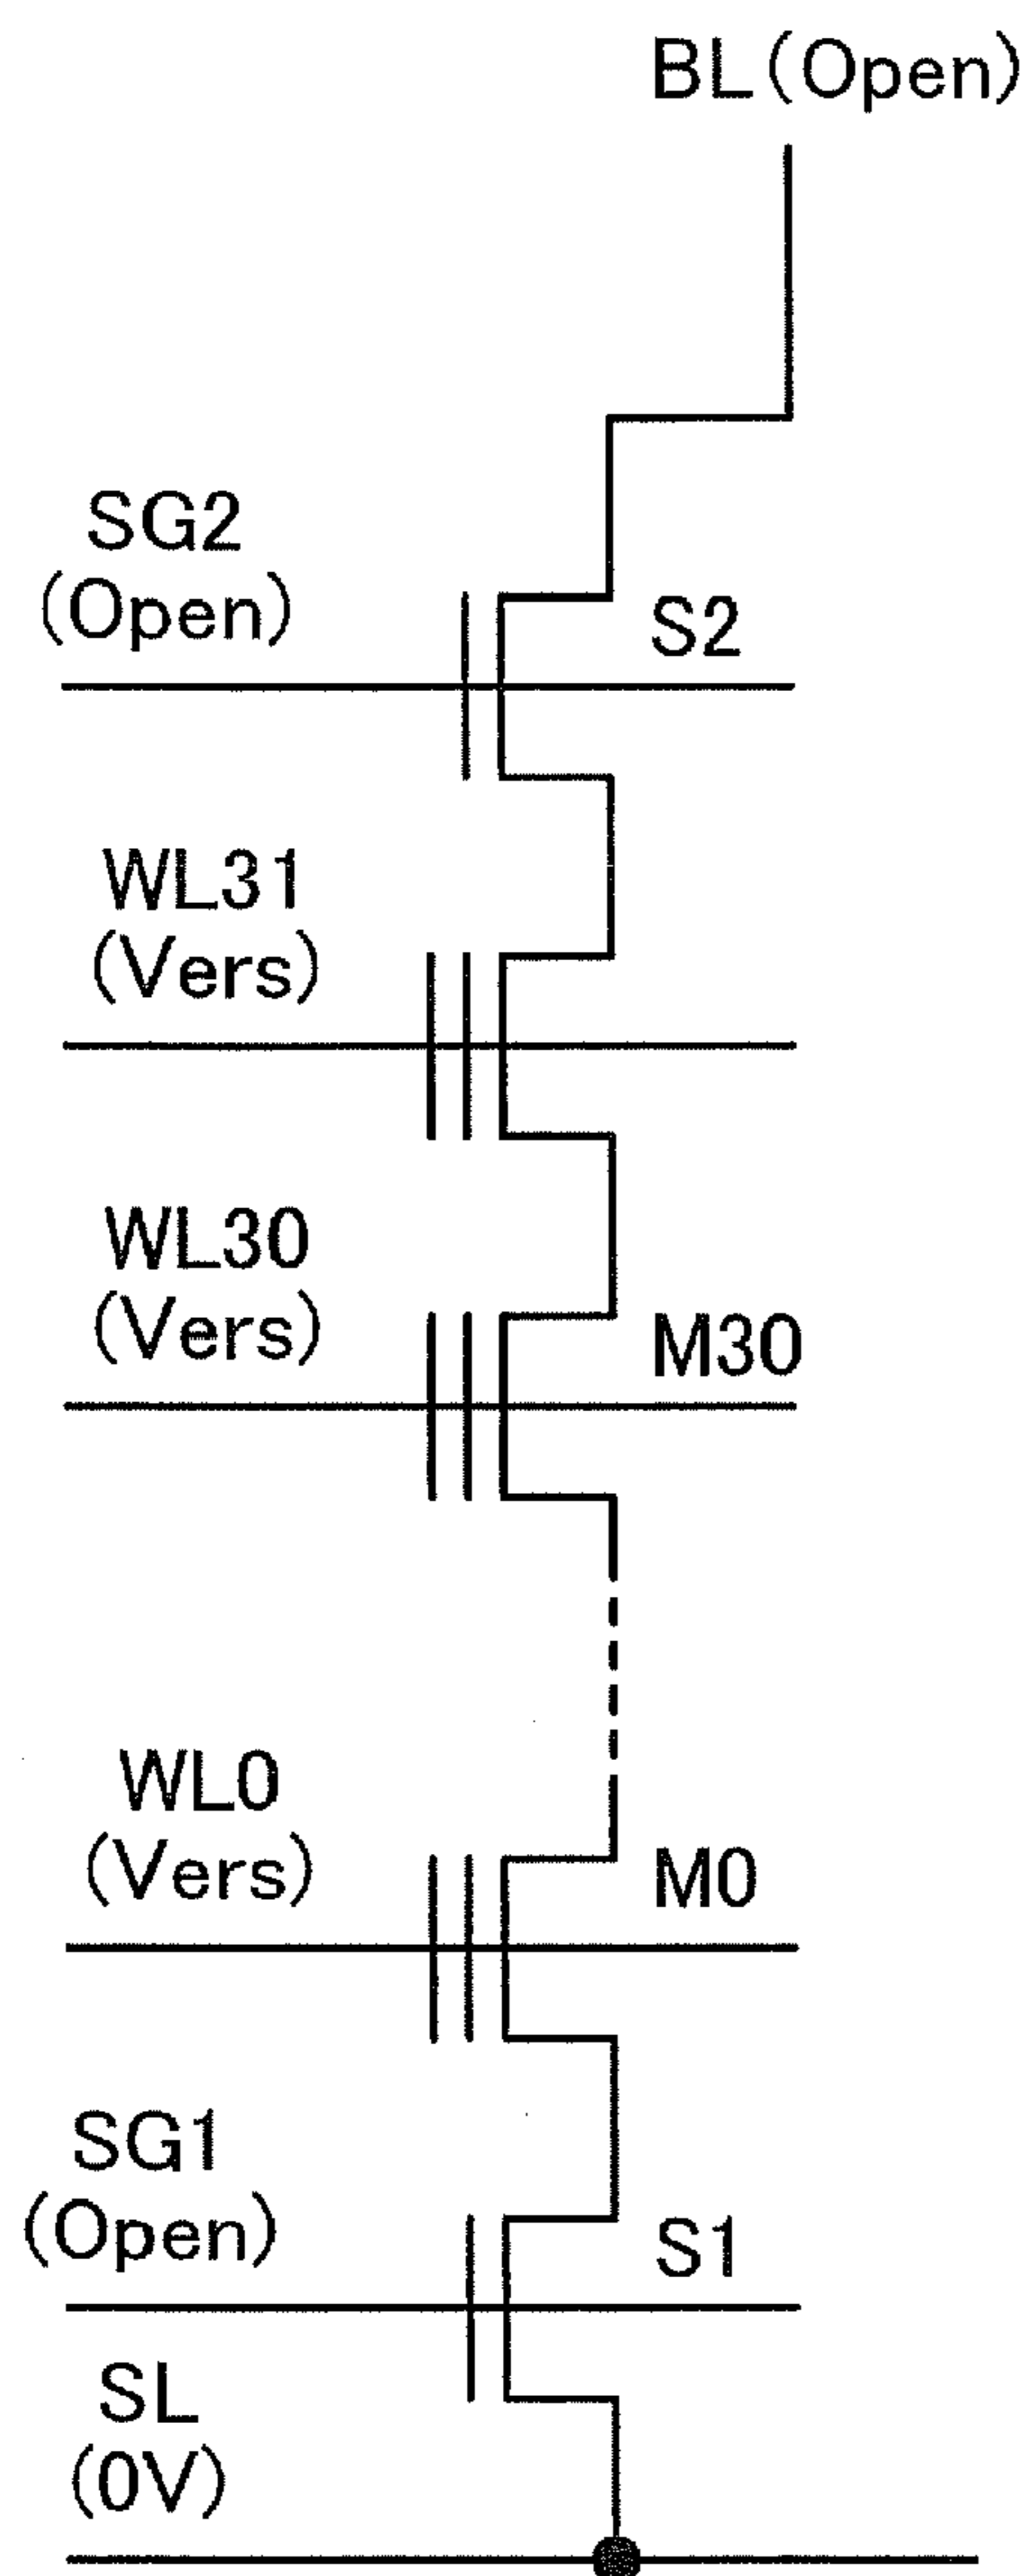 BL(Open)
SG2
(Open)
S2
WL31
(Vers)
WL30
(Vers)
M30
WL0
(Vers)
M0
SG1
(Open)
S1
SL
(0V)